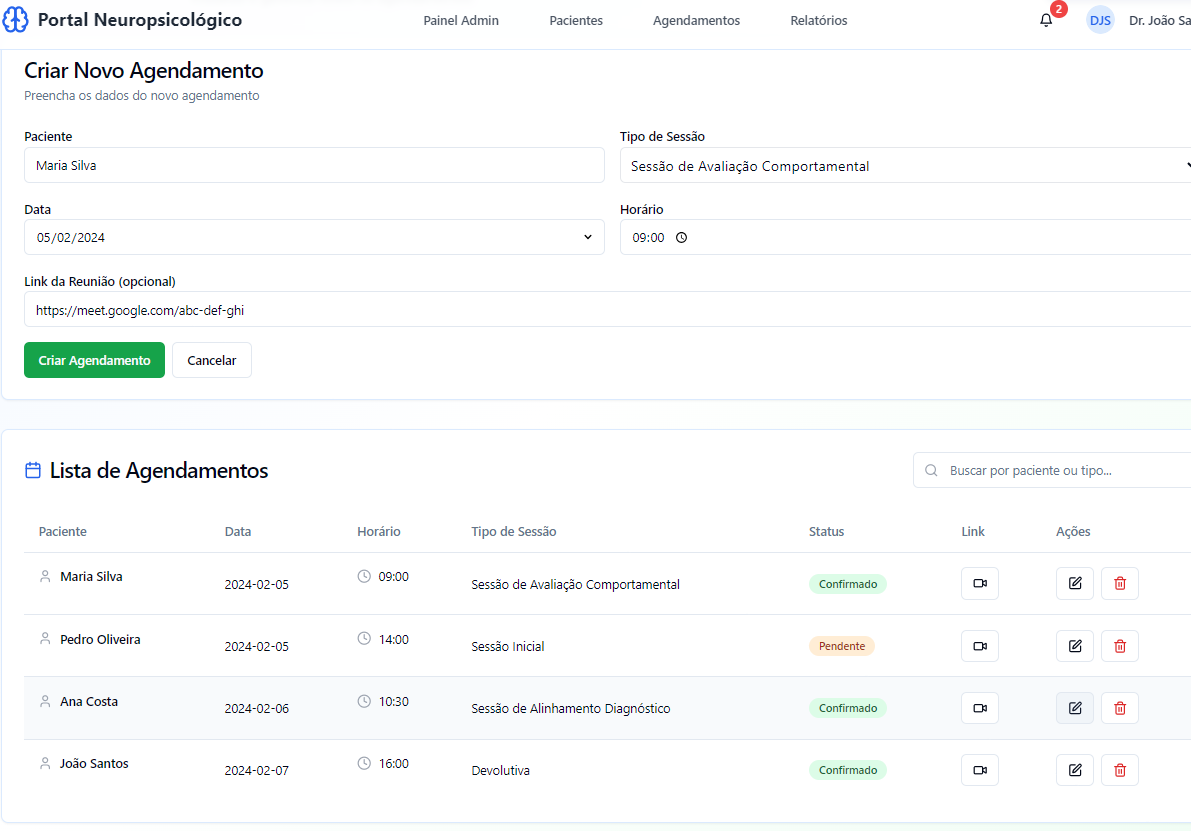 Portal Neuropsicológico Painel Admin Pacientes Agendamentos Relatórios 2 DJS Dr. João Sa
Criar Novo Agendamento
Preencha os dados do novo agendamento
Paciente Tipo de Sessão
Maria Silva Sessão de Avaliação Comportamental
Data Horário
05/02/2024 09:00
Link da Reunião (opcional)
https://meet.google.com/abc-def-ghi
Criar Agendamento Cancelar
Lista de Agendamentos Buscar por paciente ou tipo...
Paciente Data Horário Tipo de Sessão Status Link Ações
Maria Silva 2024-02-05 09:00 Sessão de Avaliação Comportamental Confirmado
Pedro Oliveira 2024-02-05 14:00 Sessão Inicial Pendente
Ana Costa 2024-02-06 10:30 Sessão de Alinhamento Diagnóstico Confirmado
João Santos 2024-02-07 16:00 Devolutiva Confirmado